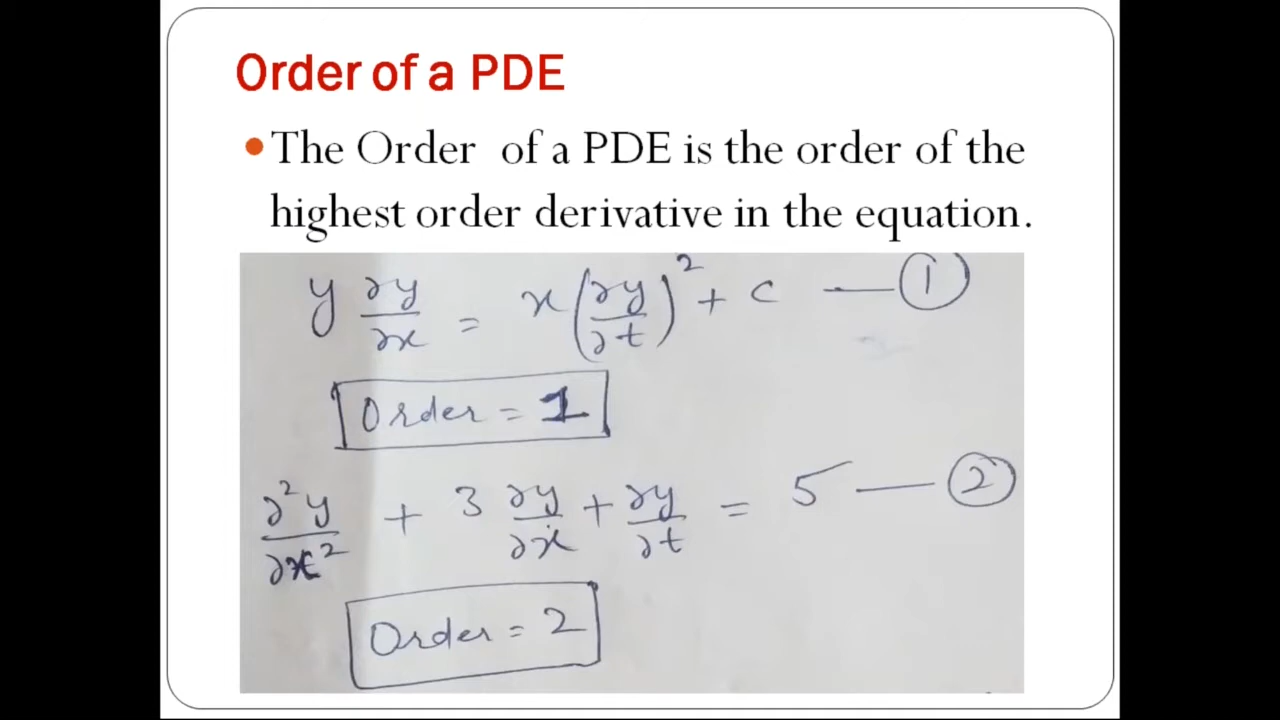 Order of a PDE
• The Order of a PDE is the order of the
highest order derivative in the equation.
y ∂y/∂x = x(∂y/∂t)² + c — ①
Order = 1
∂²y/∂x² + 3 ∂y/∂x + ∂y/∂t = 5 — ②
Order = 2